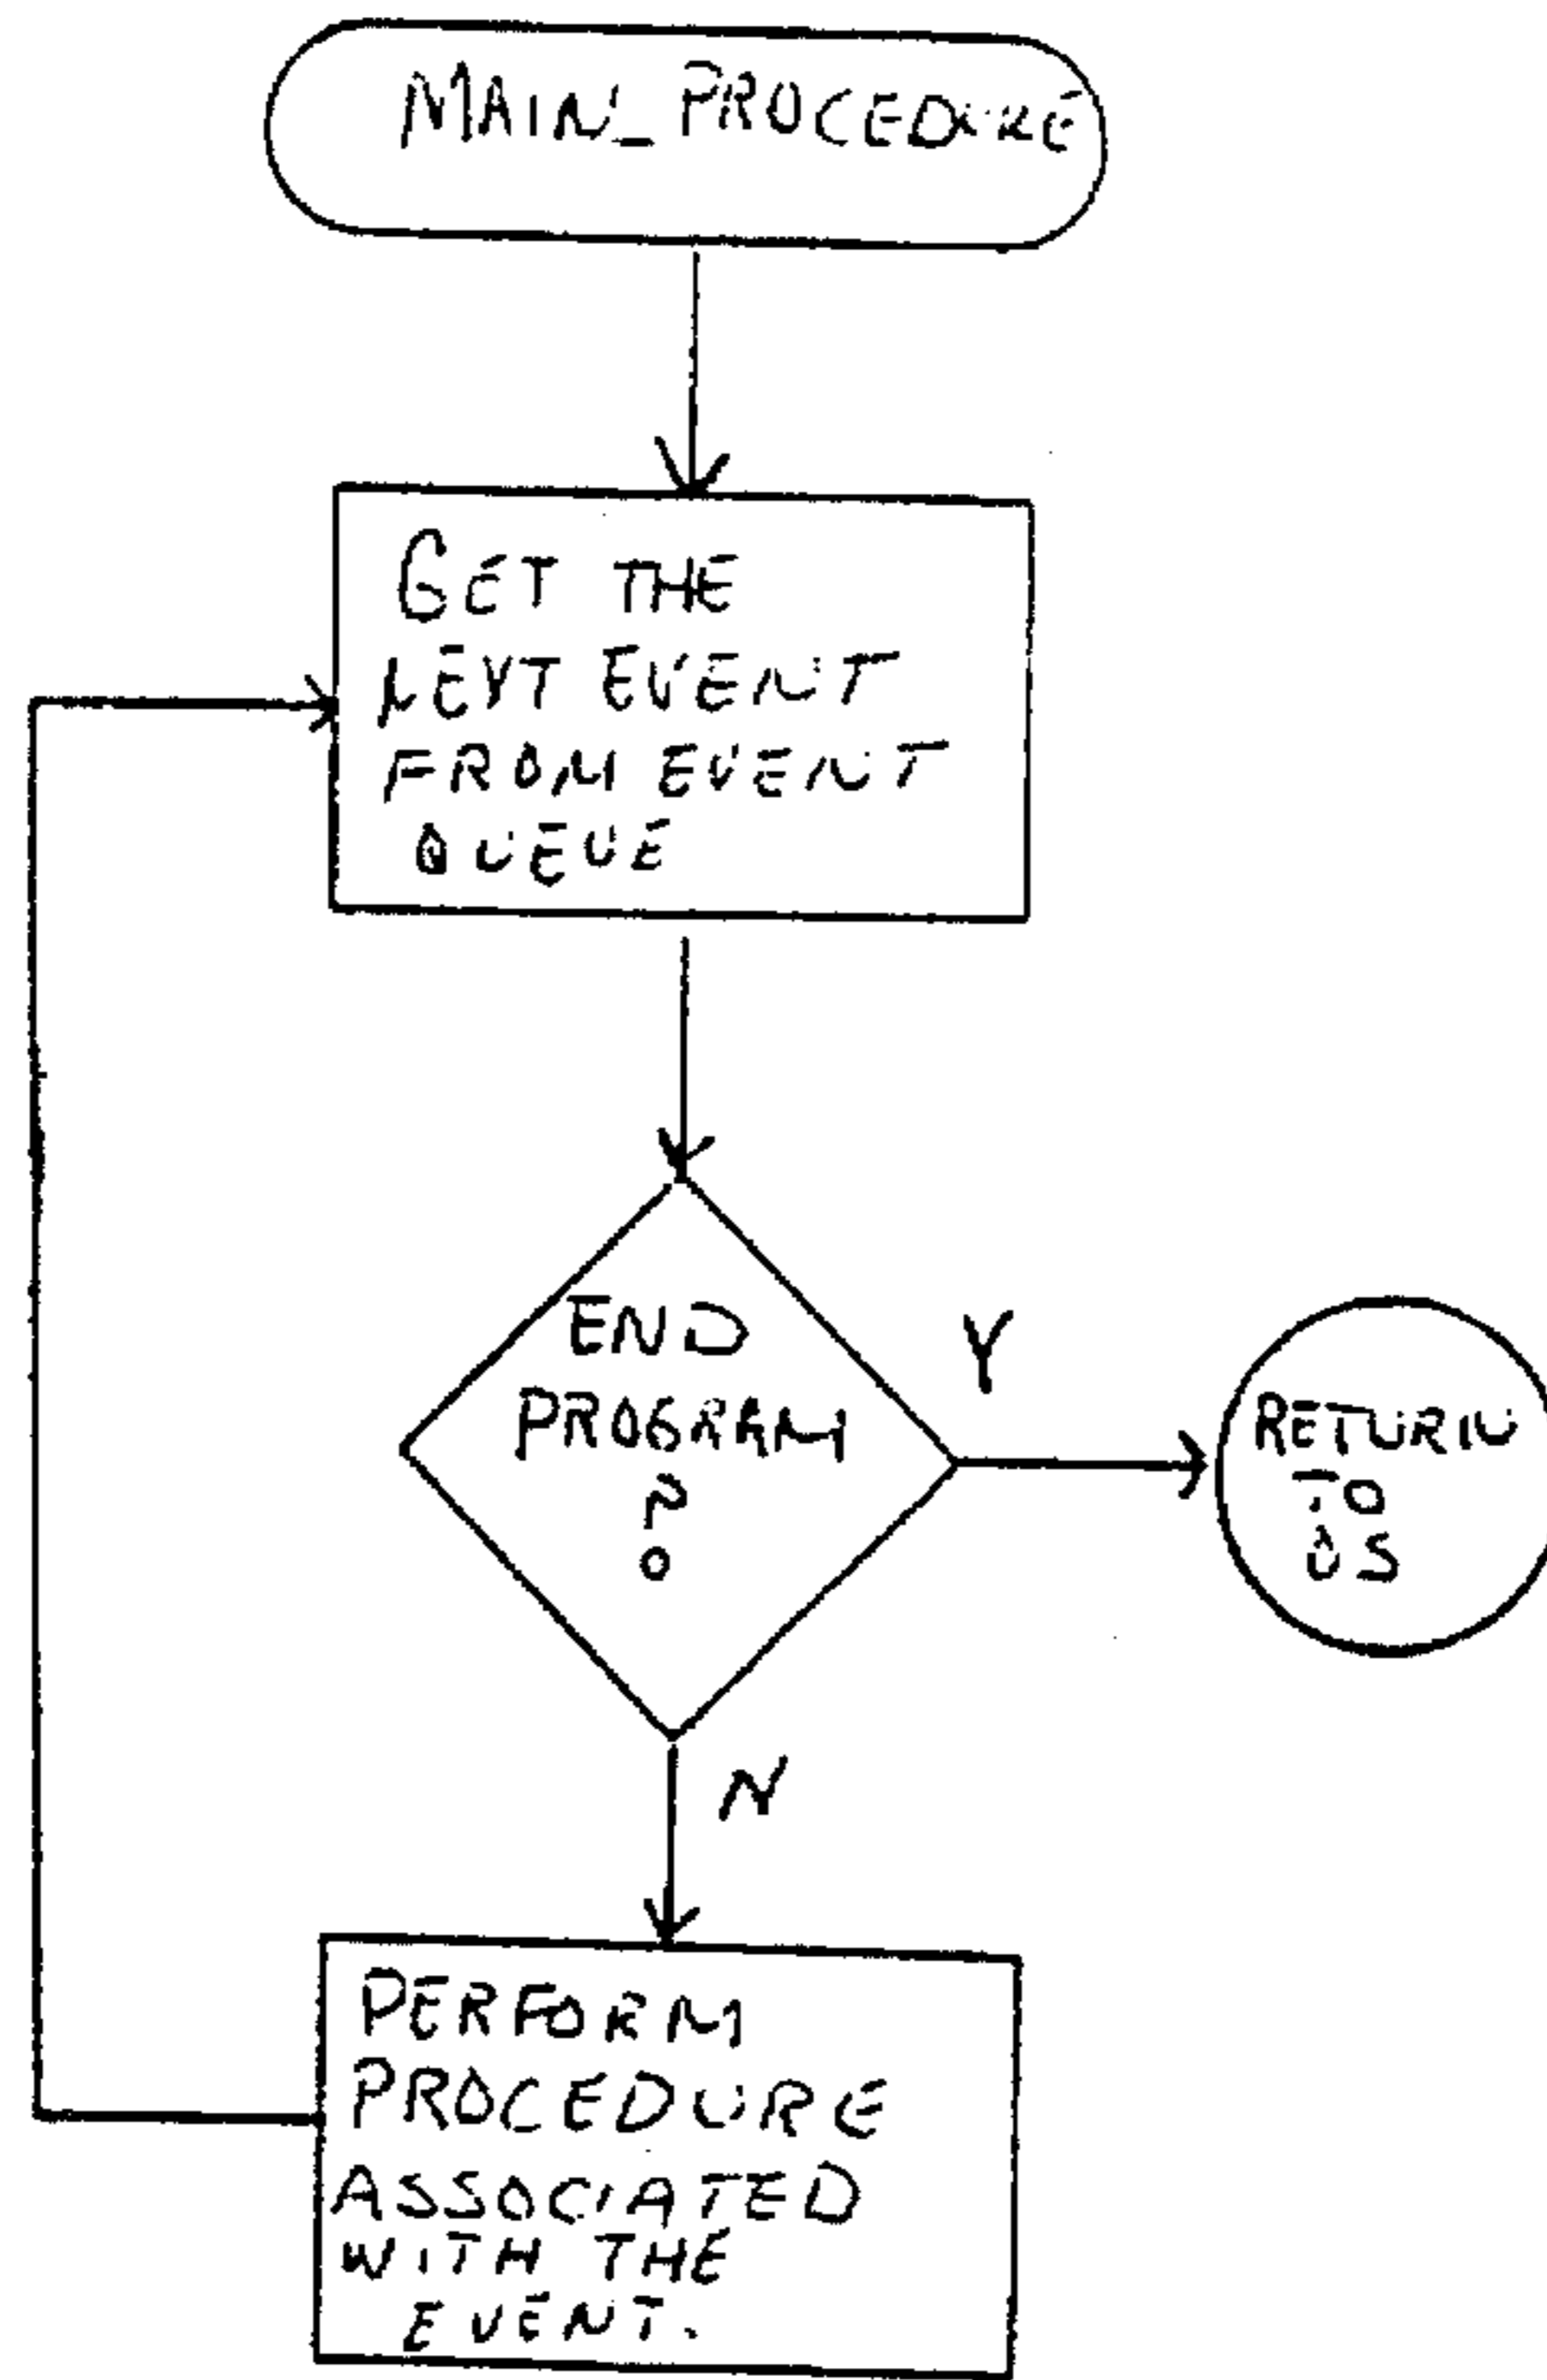 MAIN_PROCEDURE
GET THE
NEXT EVENT
FROM EVENT
QUEUE
END
PROGRAM
?
Y
RETURN
TO
OS
N
PERFORM
PROCEDURE
ASSOCIATED
WITH THE
EVENT.